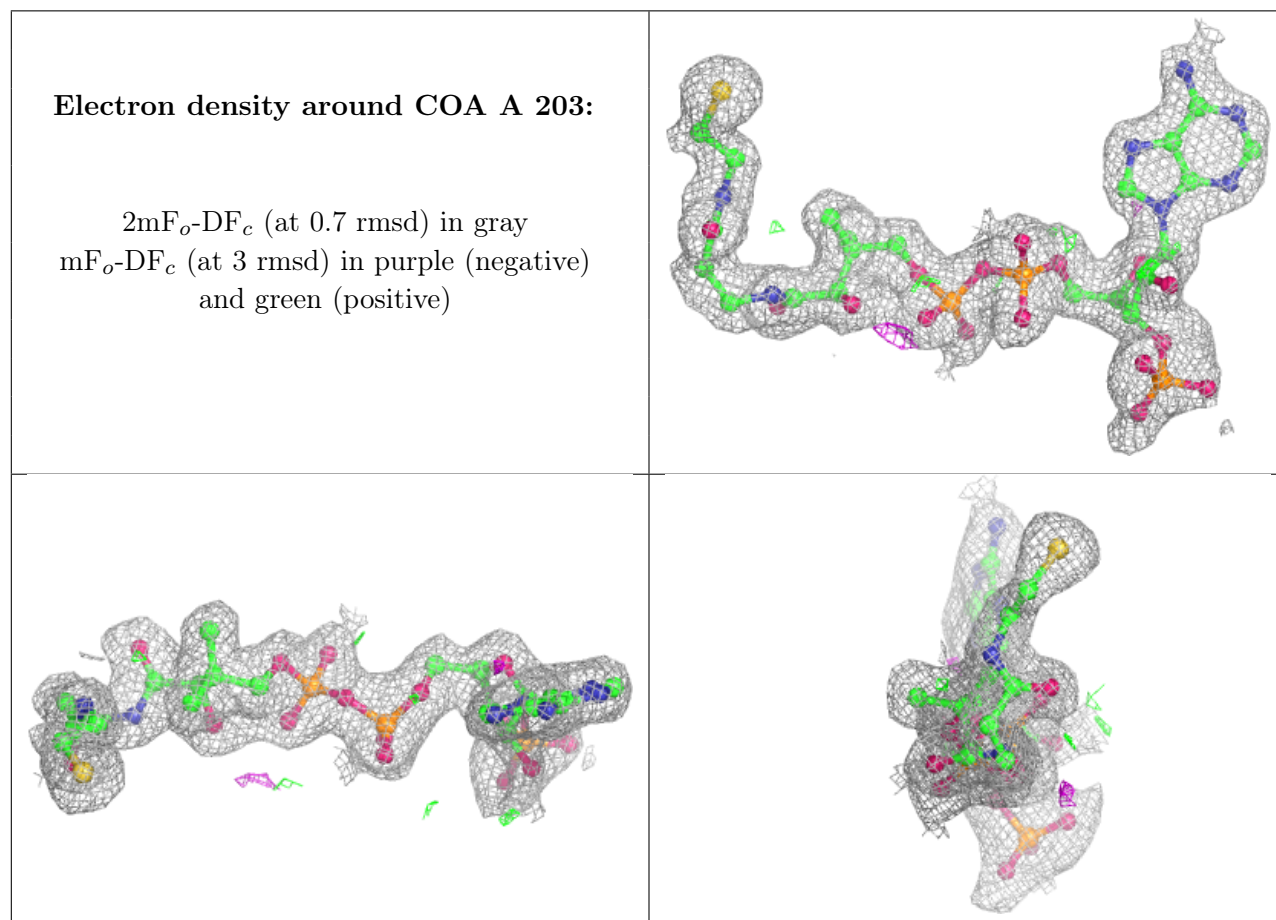 Electron density around COA A 203:
2mFo-DFc (at 0.7 rmsd) in gray
mFo-DFc (at 3 rmsd) in purple (negative)
and green (positive)